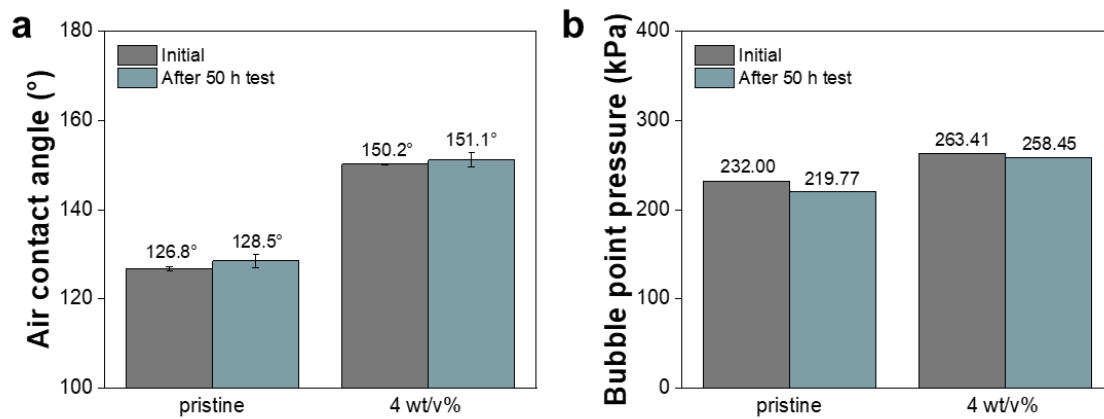 a
Air contact angle (°)
180
160
140
120
100
Initial
After 50 h test
126.8°
128.5°
150.2°
151.1°
pristine
4 wt/v%
b
Bubble point pressure (kPa)
400
300
200
100
0
Initial
After 50 h test
232.00
219.77
263.41
258.45
pristine
4 wt/v%